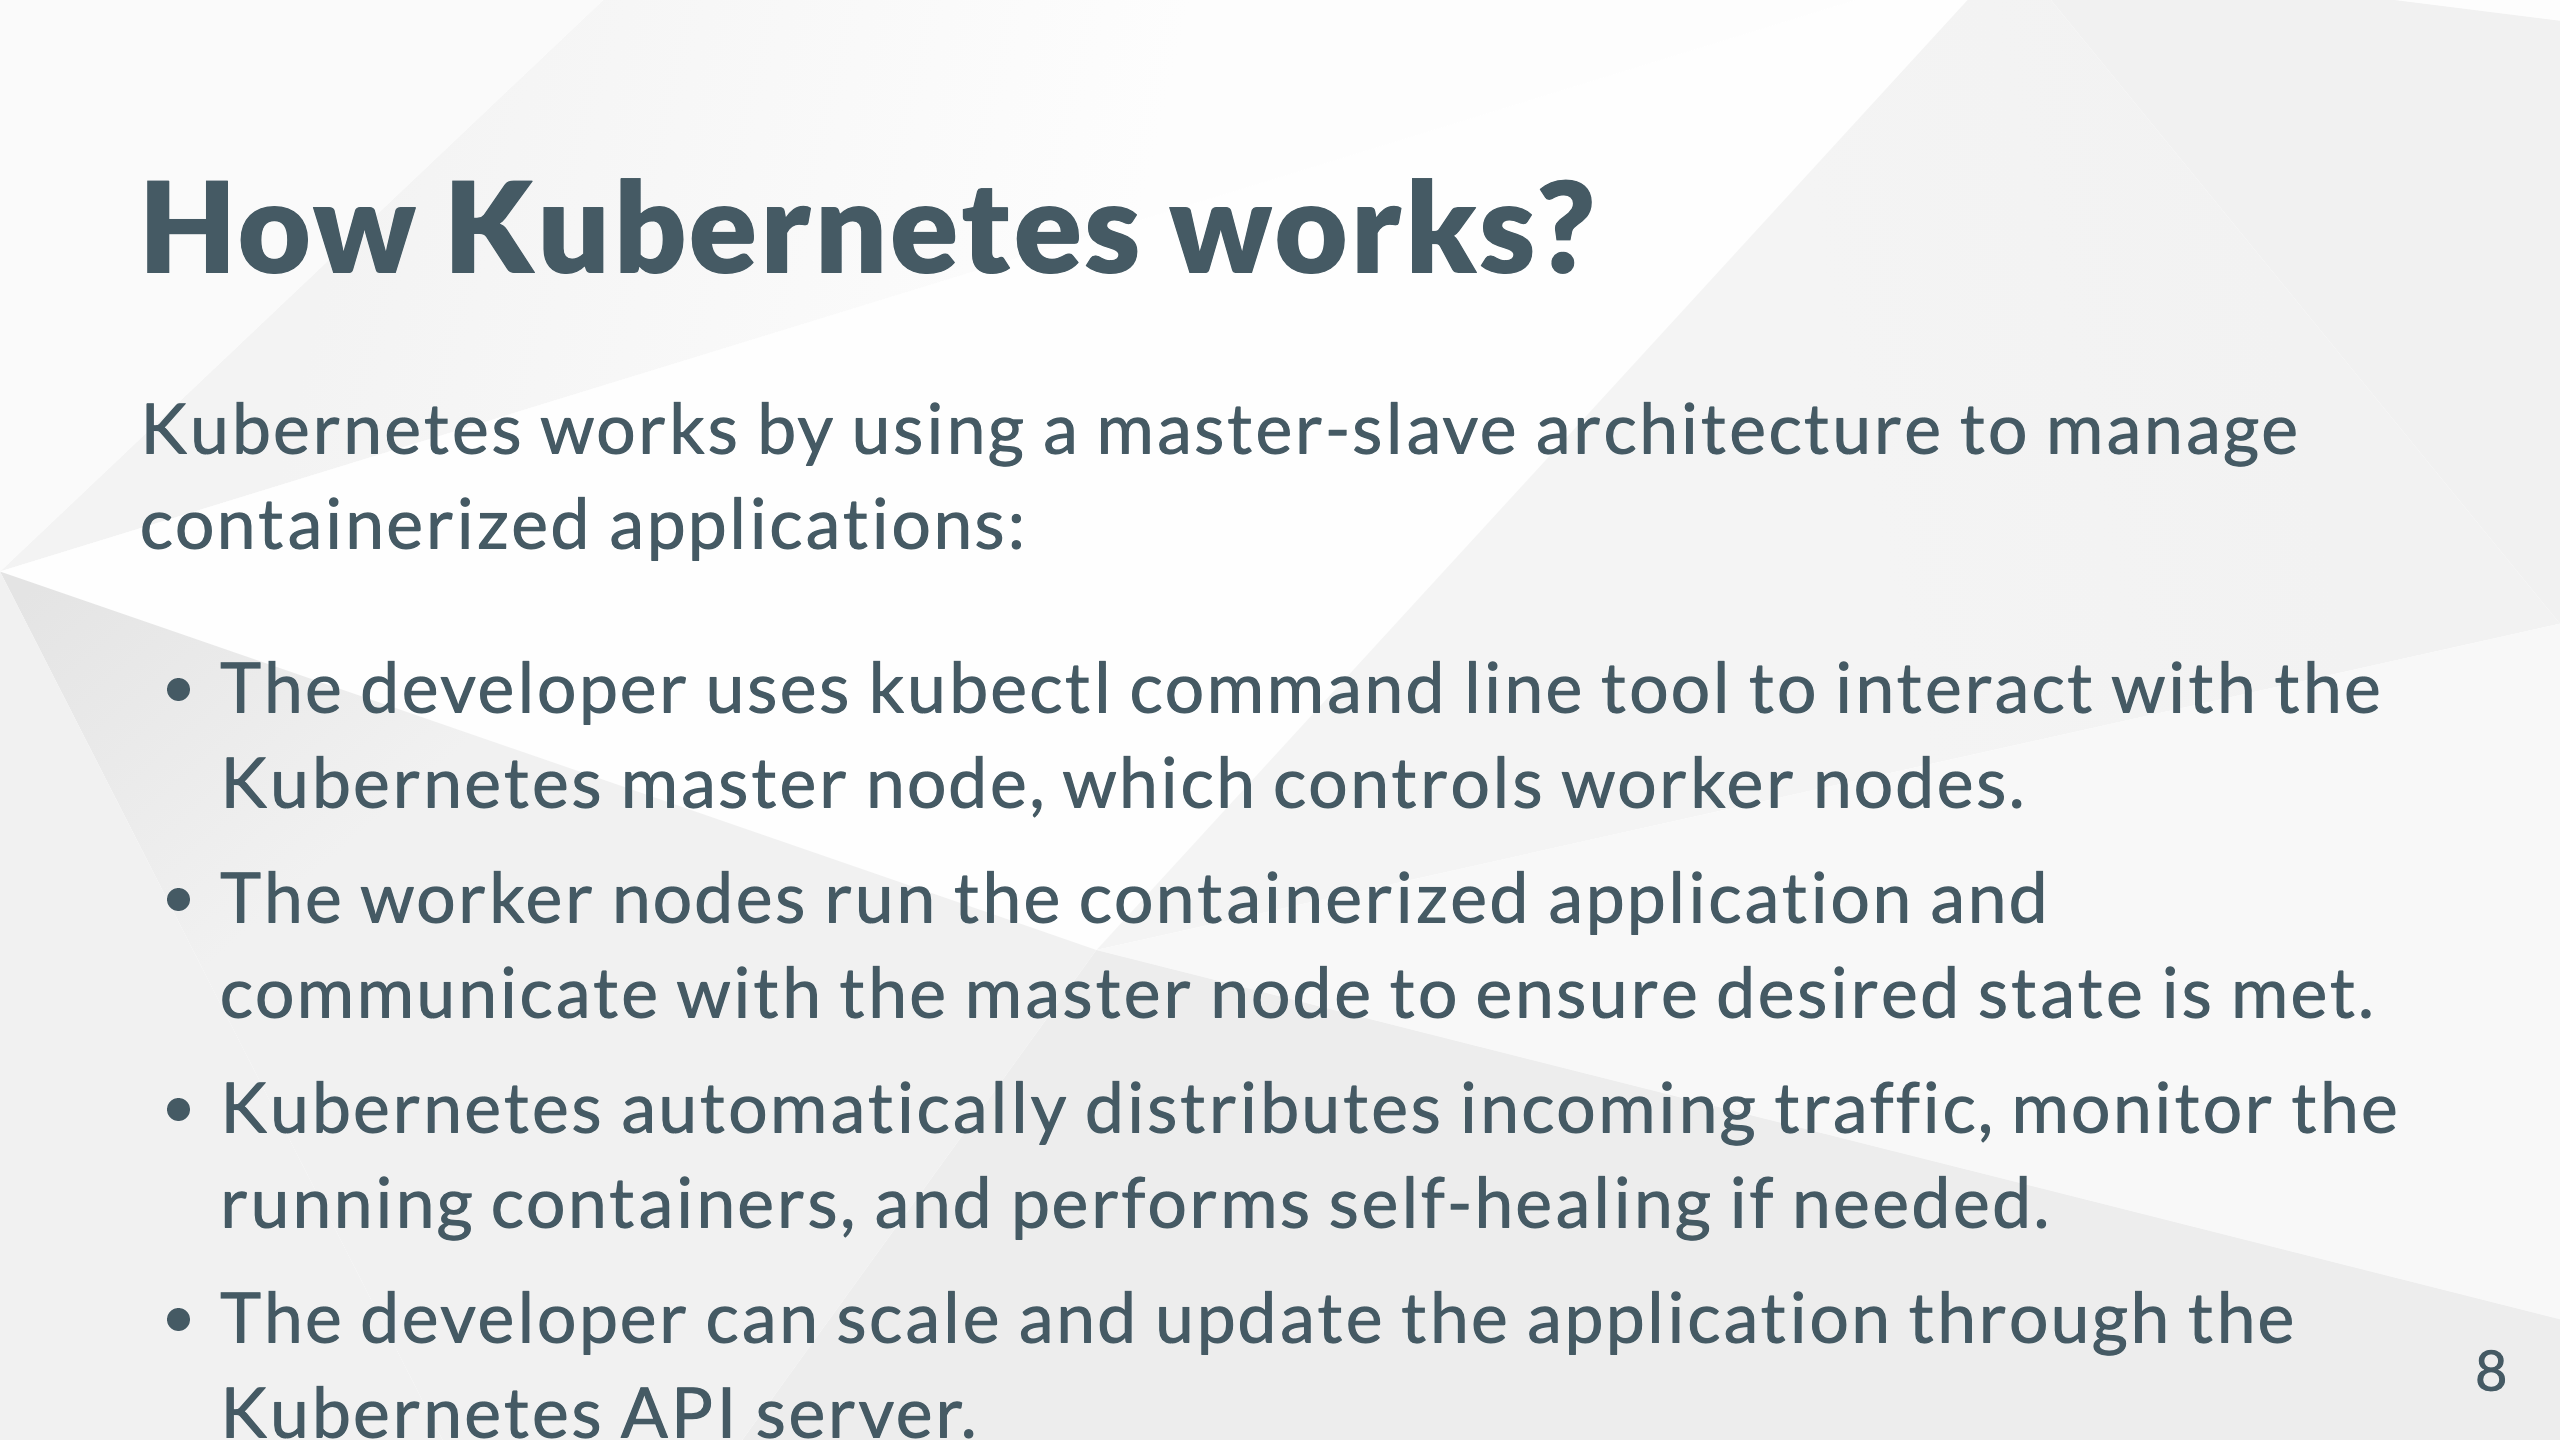 How Kubernetes works?
Kubernetes works by using a master-slave architecture to manage
containerized applications:
• The developer uses kubectl command line tool to interact with the
Kubernetes master node, which controls worker nodes.
• The worker nodes run the containerized application and
communicate with the master node to ensure desired state is met.
• Kubernetes automatically distributes incoming traffic, monitor the
running containers, and performs self-healing if needed.
• The developer can scale and update the application through the
Kubernetes API server.
8